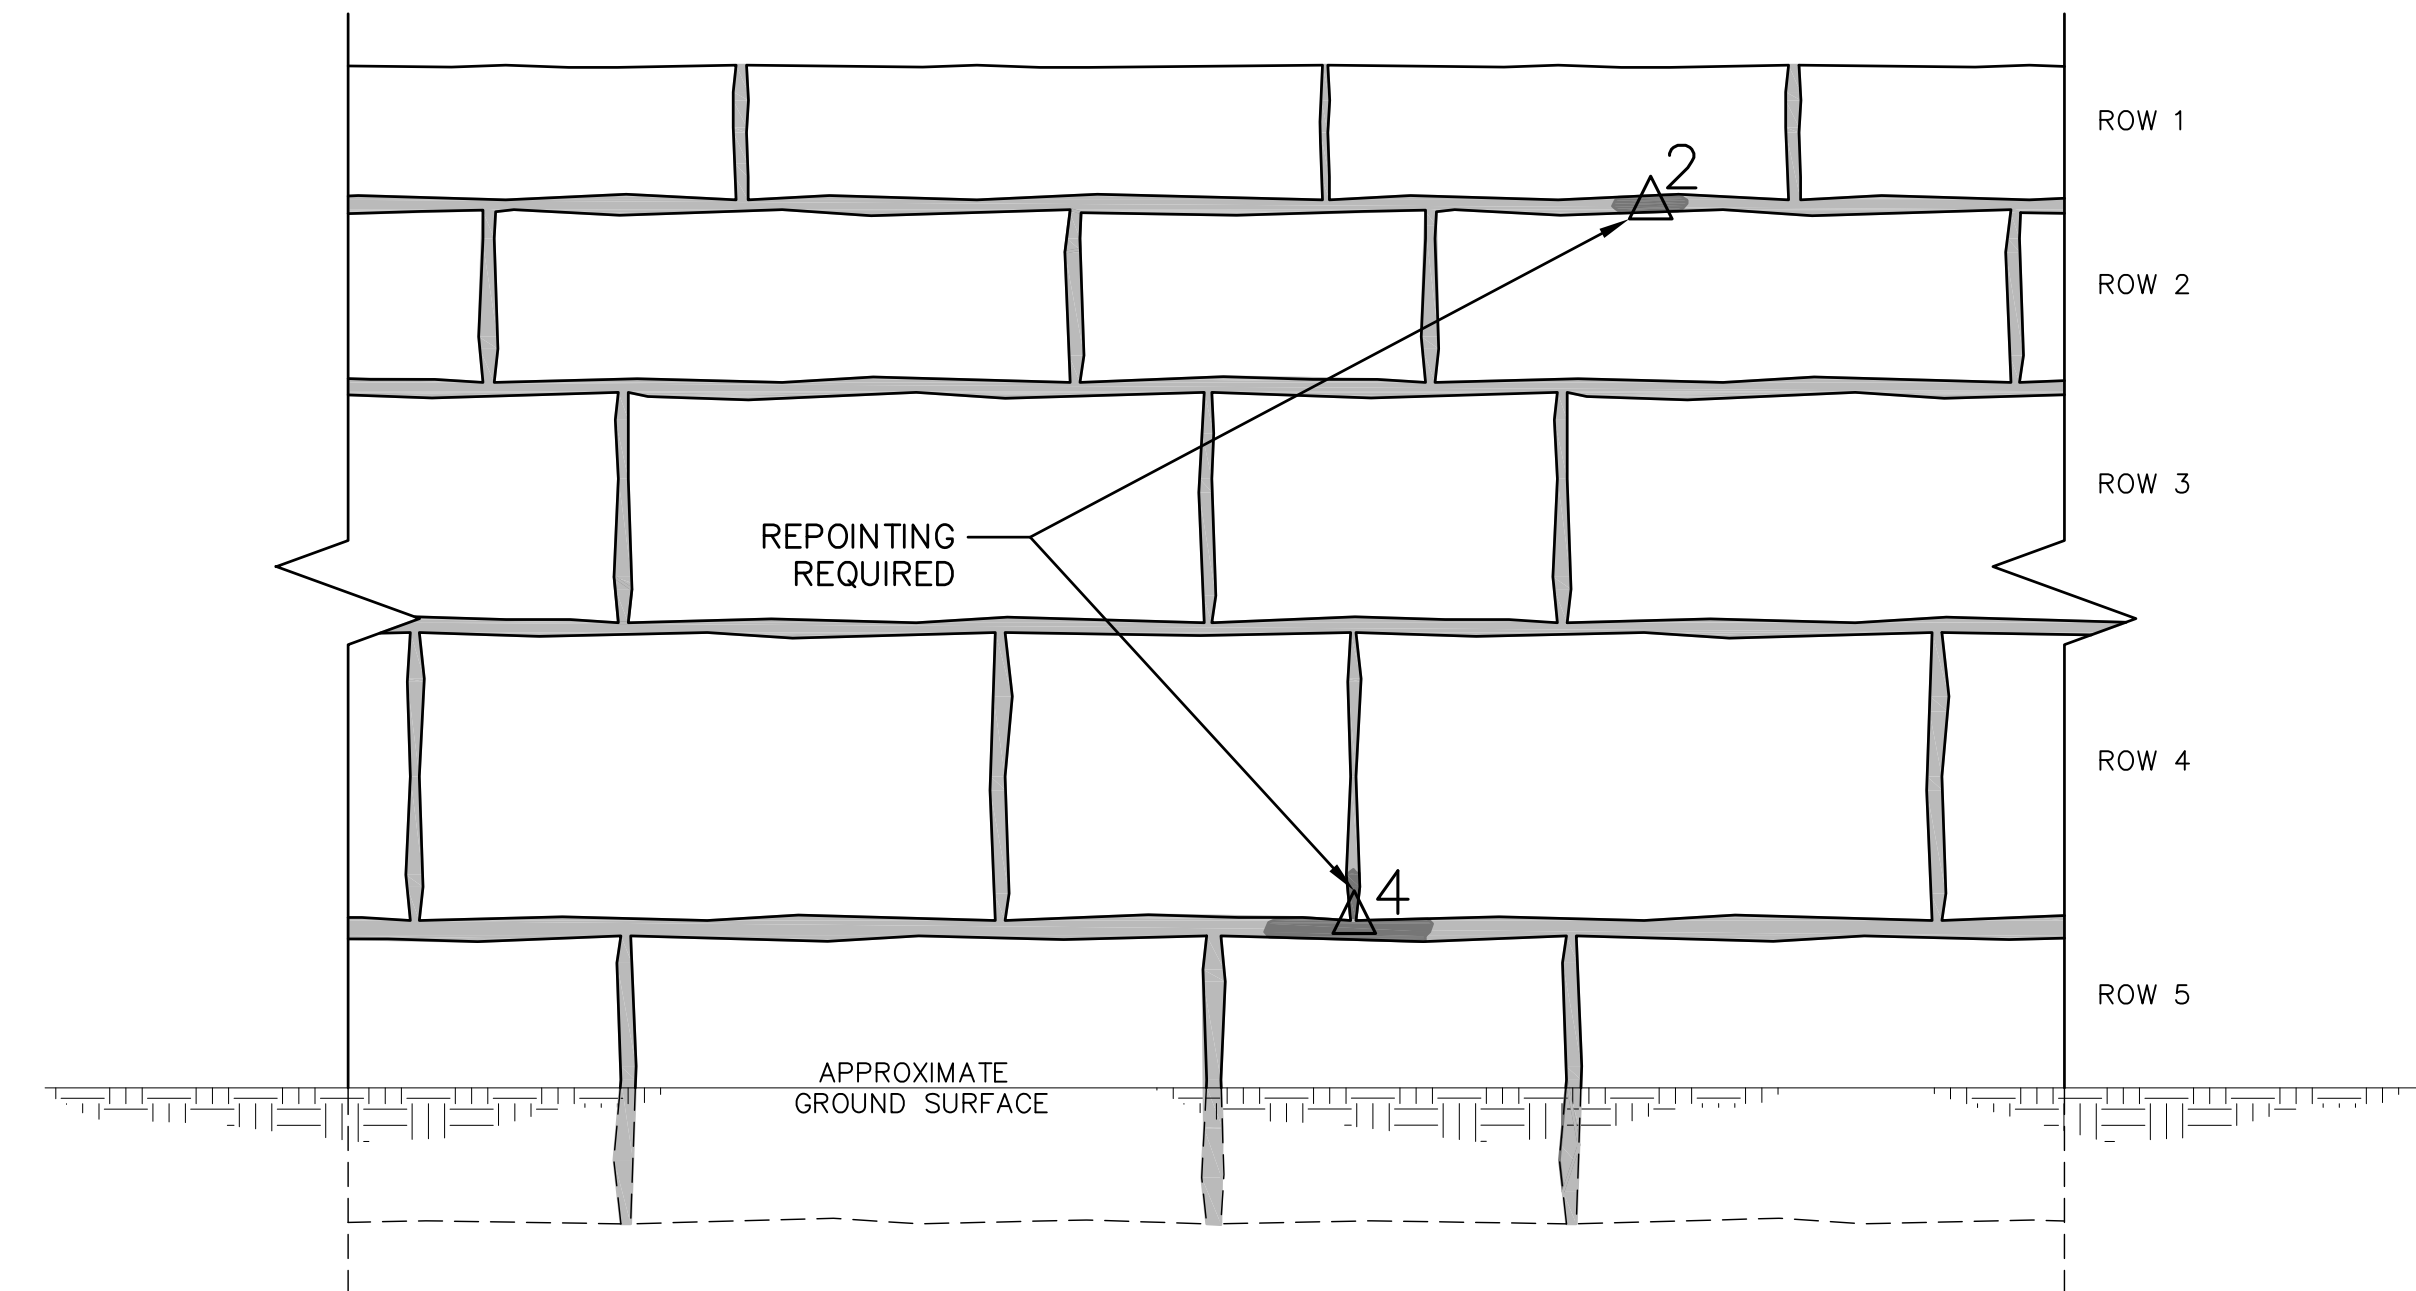 ROW 1
2
ROW 2
ROW 3
REPOINTING
REQUIRED
ROW 4
4
ROW 5
APPROXIMATE
GROUND SURFACE